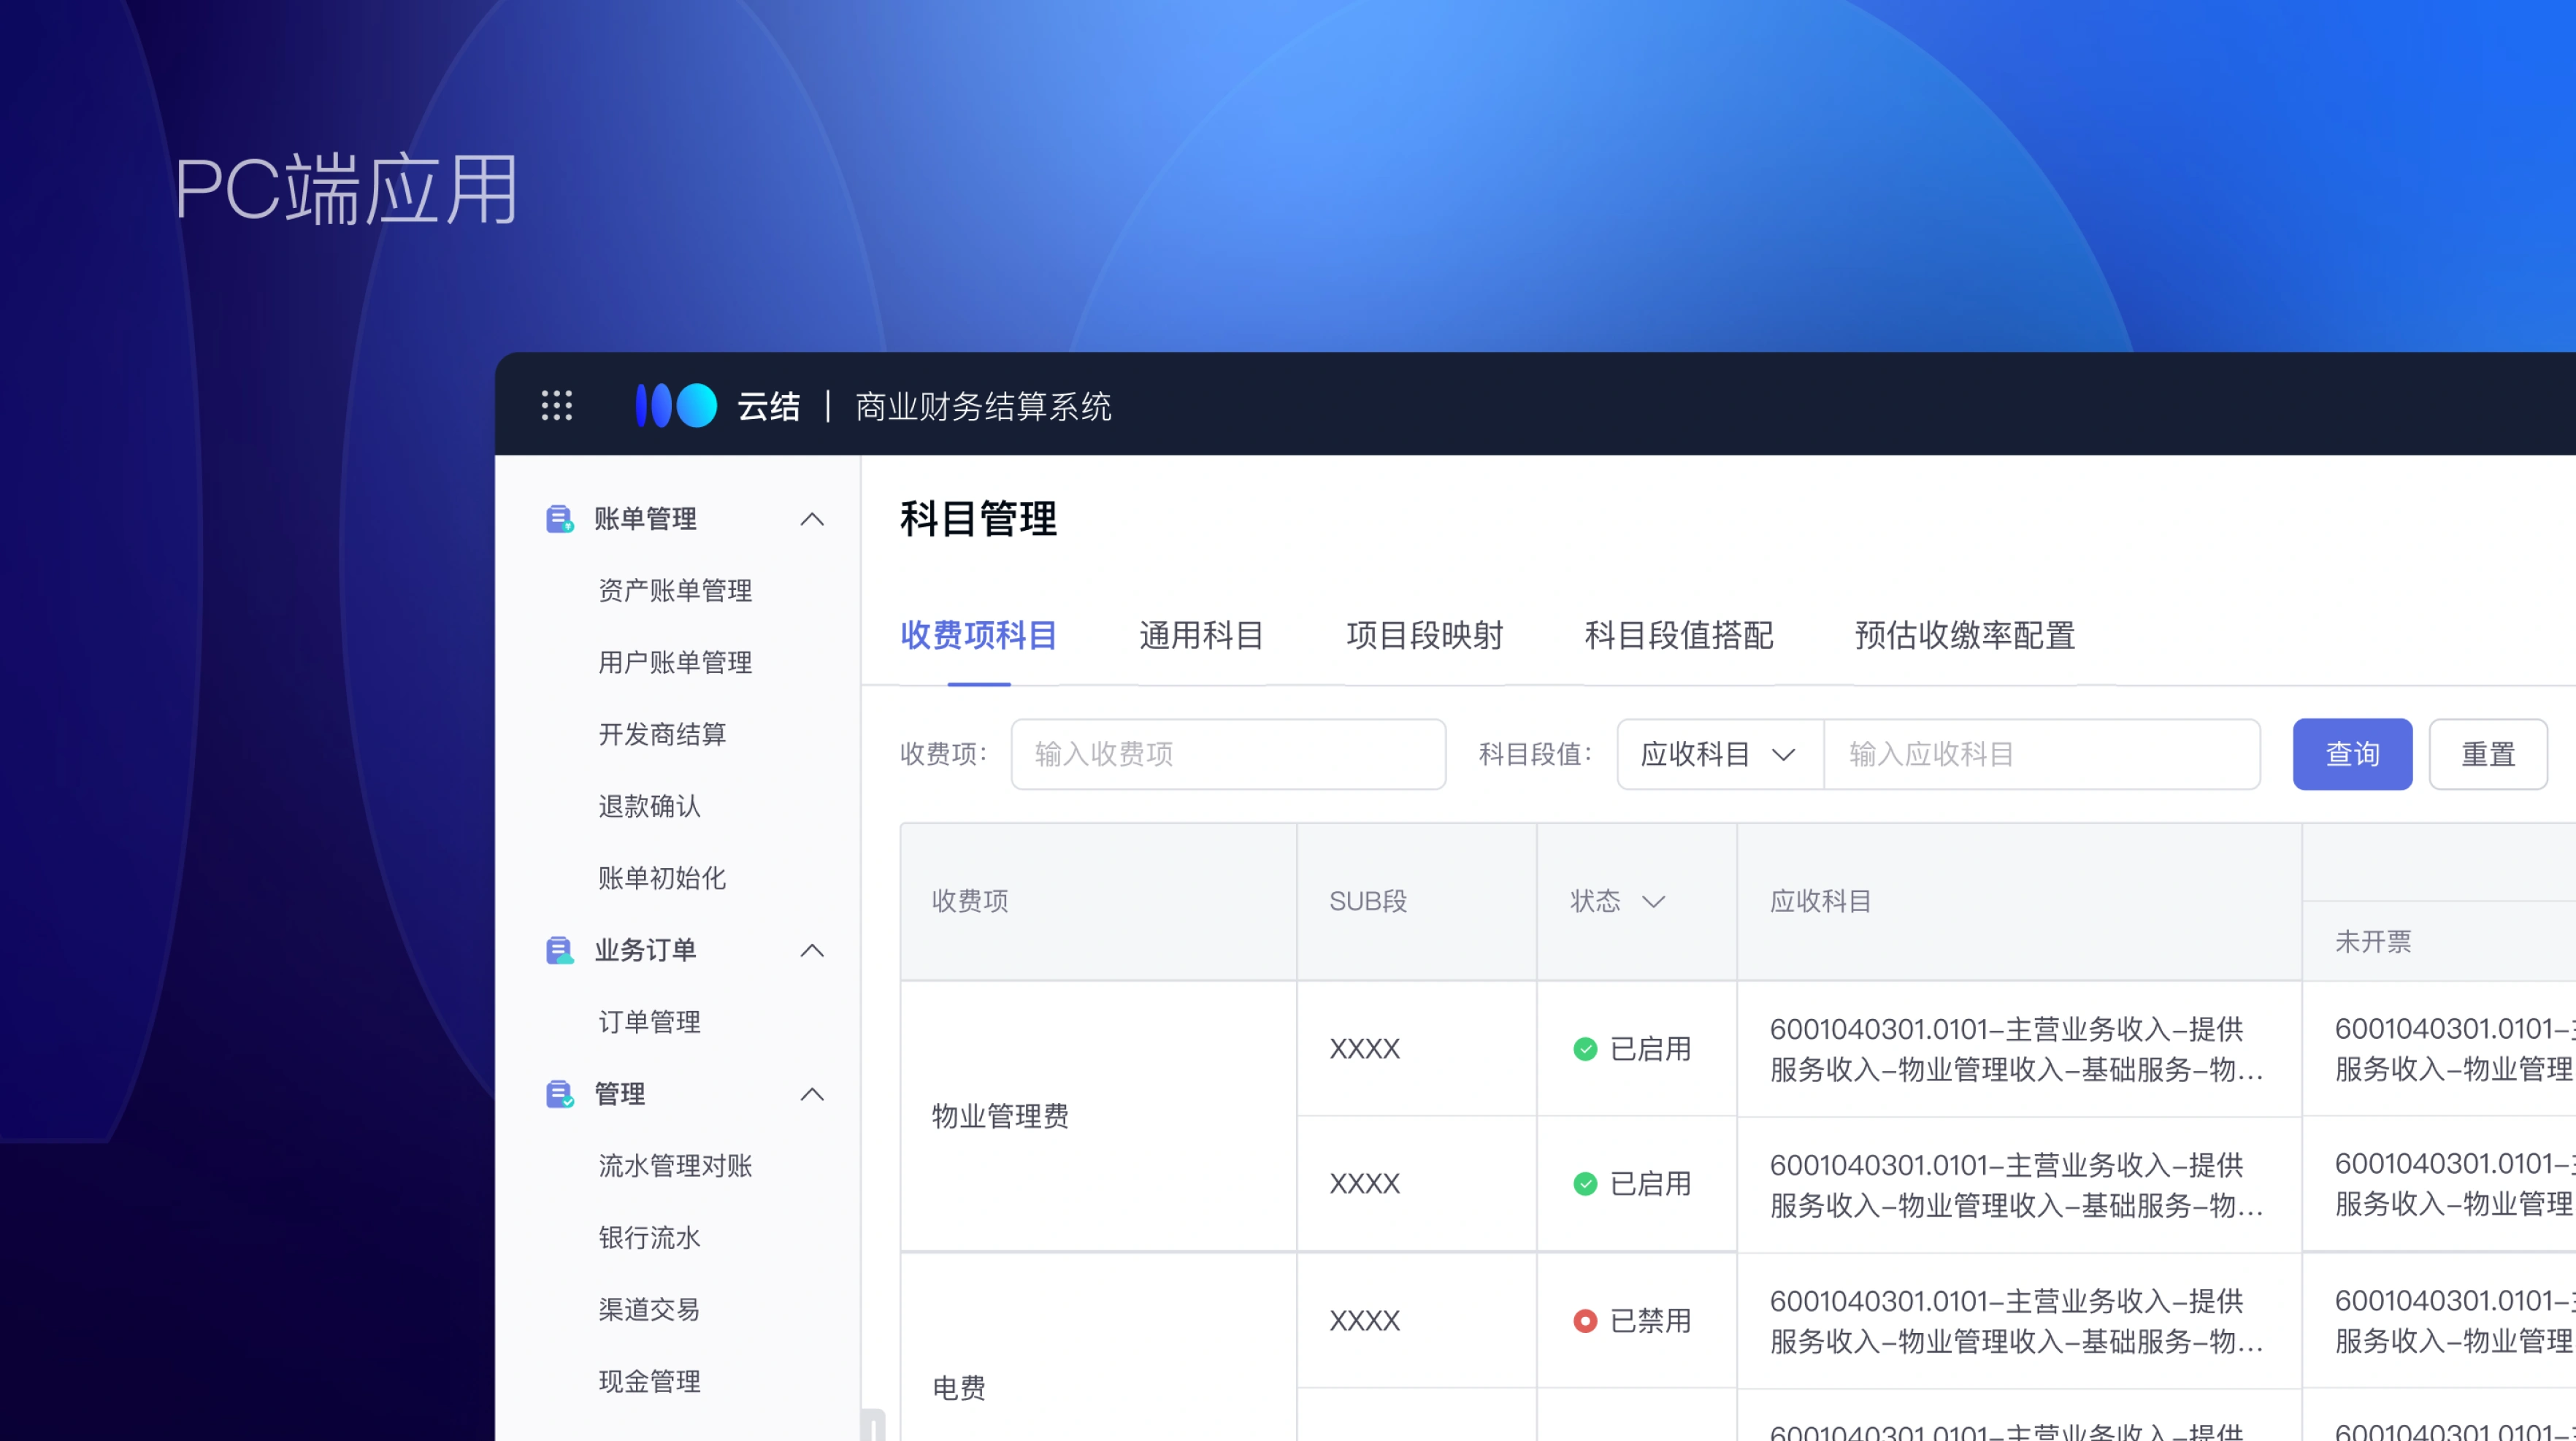 PC端应用
云结 | 商业财务结算系统
账单管理
资产账单管理
用户账单管理
开发商结算
退款确认
账单初始化
业务订单
订单管理
管理
流水管理对账
银行流水
渠道交易
现金管理
科目管理
收费项科目 通用科目 项目段映射 科目段值搭配 预估收缴率配置
收费项: 输入收费项 科目段值: 应收科目 输入应收科目 查询 重置
收费项 SUB段 状态 应收科目 未开票
物业管理费
XXXX 已启用
6001040301.0101–主营业务收入–提供
服务收入–物业管理收入–基础服务–物...
6001040301.0101–
服务收入–物业管理
XXXX 已启用
6001040301.0101–主营业务收入–提供
服务收入–物业管理收入–基础服务–物...
6001040301.0101–
服务收入–物业管理
电费
XXXX 已禁用
6001040301.0101–主营业务收入–提供
服务收入–物业管理收入–基础服务–物...
6001040301.0101–
服务收入–物业管理
6001040301.0101–主营业务收入–提供
6001040301.0101–